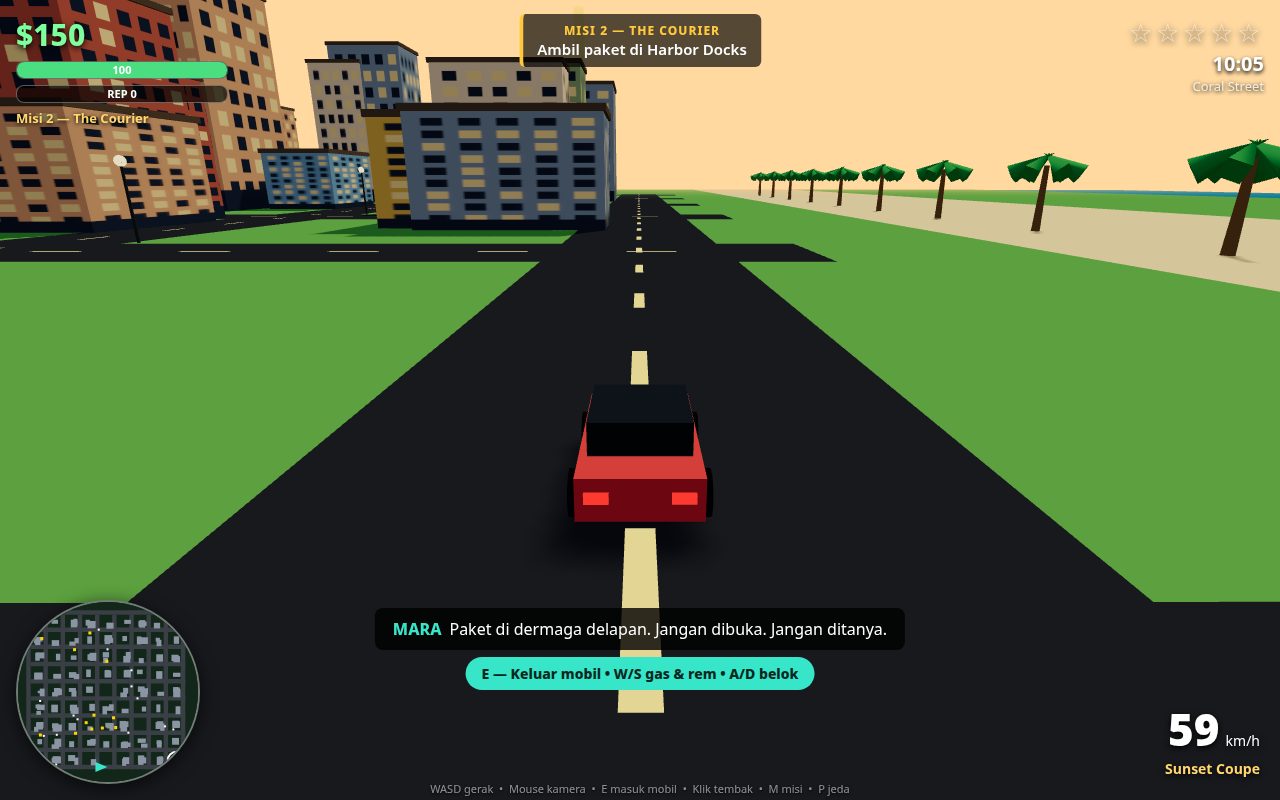 $150
100
REP 0
Misi 2 — The Courier
MISI 2 — THE COURIER
Ambil paket di Harbor Docks
☆☆☆☆☆
10:05
Coral Street
MARA Paket di dermaga delapan. Jangan dibuka. Jangan ditanya.
E — Keluar mobil • W/S gas & rem • A/D belok
59 km/h
Sunset Coupe
WASD gerak • Mouse kamera • E masuk mobil • Klik tembak • M misi • P jeda